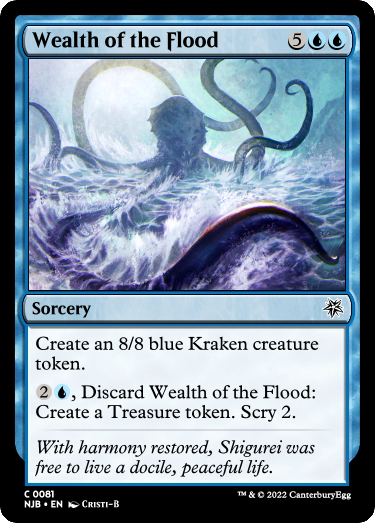 Wealth of the Flood 5
Sorcery
Create an 8/8 blue Kraken creature
token.
2, Discard Wealth of the Flood:
Create a Treasure token. Scry 2.
With harmony restored, Shigurei was
free to live a docile, peaceful life.
C 0081
NJB • EN Cristi-B ™ & © 2022 CanterburyEgg